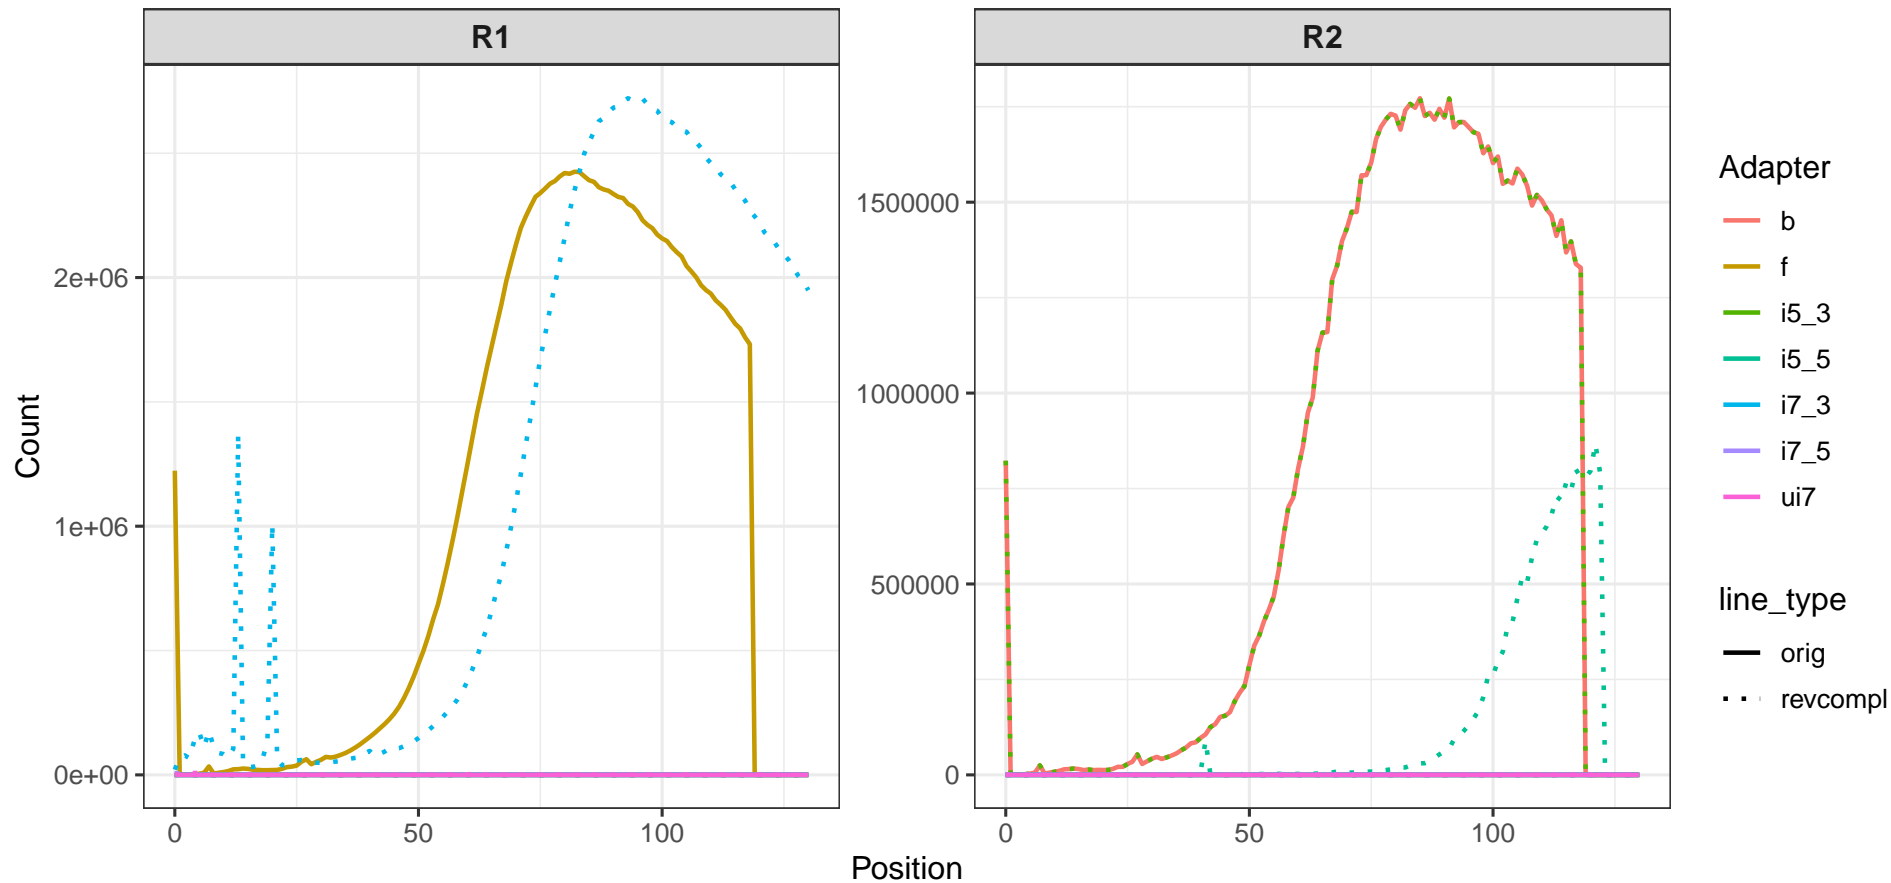 R1
R2
Count
2e+06
1e+06
0e+00
0
50
100
1500000
1000000
500000
0
0
50
100
Position
Adapter
b
f
i5_3
i5_5
i7_3
i7_5
ui7
line_type
orig
revcompl